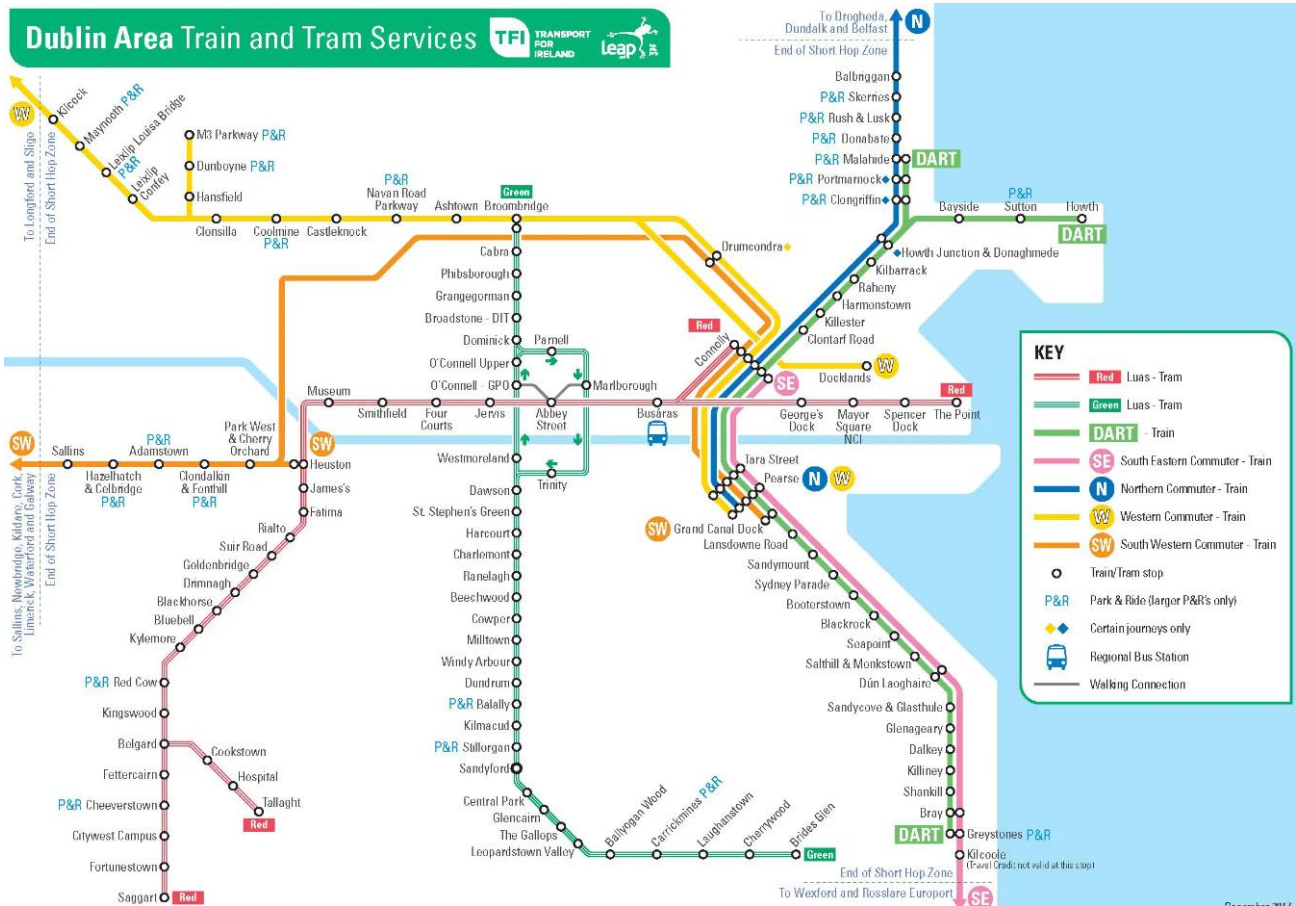 Dublin Area Train and Tram Services
TFI
TRANSPORT
FOR
IRELAND
leap
To Drogheda,
Dundalk and Belfast
N
End of Short Hop Zone
Balbriggan
P&R Skerries
P&R Rush & Lusk
P&R Donabate
P&R Malahide
DART
P&R Portmarnock
P&R Clongriffin
Bayside
P&R
Sutton
Howth
DART
Howth Junction & Donaghmede
Kilbarrack
Raheny
Harmonstown
Killester
Clontarf Road
W
To Longford and Sligo
End of Short Hop Zone
Kilcock
Maynooth P&R
Leixlip Louisa Bridge
P&R
Leixlip
Confey
M3 Parkway P&R
Dunboyne P&R
Hansfield
Clonsilla
Coolmine
P&R
Castleknock
P&R
Navan Road
Parkway
Ashtown
Green
Broombridge
Drumcondra
Cabra
Phibsborough
Grangegorman
Broadstone - DIT
Dominick
Parnell
O'Connell Upper
O'Connell - GPO
Marlborough
Red
Connolly
SE
Docklands
W
Museum
Smithfield
Four
Courts
Jervis
Abbey
Street
Busáras
George's
Dock
Mayor
Square
NCI
Spencer
Dock
The Point
Red
SW
Sallins
Hazelhatch
& Celbridge
P&R
P&R
Adamstown
Clondalkin
& Fonthill
P&R
Park West
& Cherry
Orchard
SW
Heuston
To Sallins, Newbridge, Kildare, Cork,
Limerick, Waterford and Galway
End of Short Hop Zone
James's
Fatima
Rialto
Suir Road
Goldenbridge
Drimnagh
Blackhorse
Bluebell
Kylemore
P&R Red Cow
Kingswood
Belgard
Cookstown
Hospital
Tallaght
Red
Fettercairn
P&R Cheeverstown
Citywest Campus
Fortunestown
Saggart
Red
Westmoreland
Trinity
Dawson
St. Stephen's Green
Harcourt
Charlemont
Ranelagh
Beechwood
Cowper
Milltown
Windy Arbour
Dundrum
P&R Balally
Kilmacud
P&R Stillorgan
Sandyford
Central Park
Glencairn
The Gallops
Leopardstown Valley
Ballyogan Wood
Carrickmines P&R
Laughanstown
Cherrywood
Brides Glen
Green
Tara Street
Pearse
N
W
SW
Grand Canal Dock
Lansdowne Road
Sandymount
Sydney Parade
Booterstown
Blackrock
Seapoint
Salthill & Monkstown
Dún Laoghaire
Sandycove & Glasthule
Glenageary
Dalkey
Killiney
Shankill
Bray
DART
Greystones P&R
Kilcoole
(Travel Credit not valid at this stop)
End of Short Hop Zone
To Wexford and Rosslare Europort
SE
KEY
Red Luas - Tram
Green Luas - Tram
DART - Train
SE South Eastern Commuter - Train
N Northern Commuter - Train
W Western Commuter - Train
SW South Western Commuter - Train
Train/Tram stop
P&R Park & Ride (larger P&R's only)
Certain journeys only
Regional Bus Station
Walking Connection